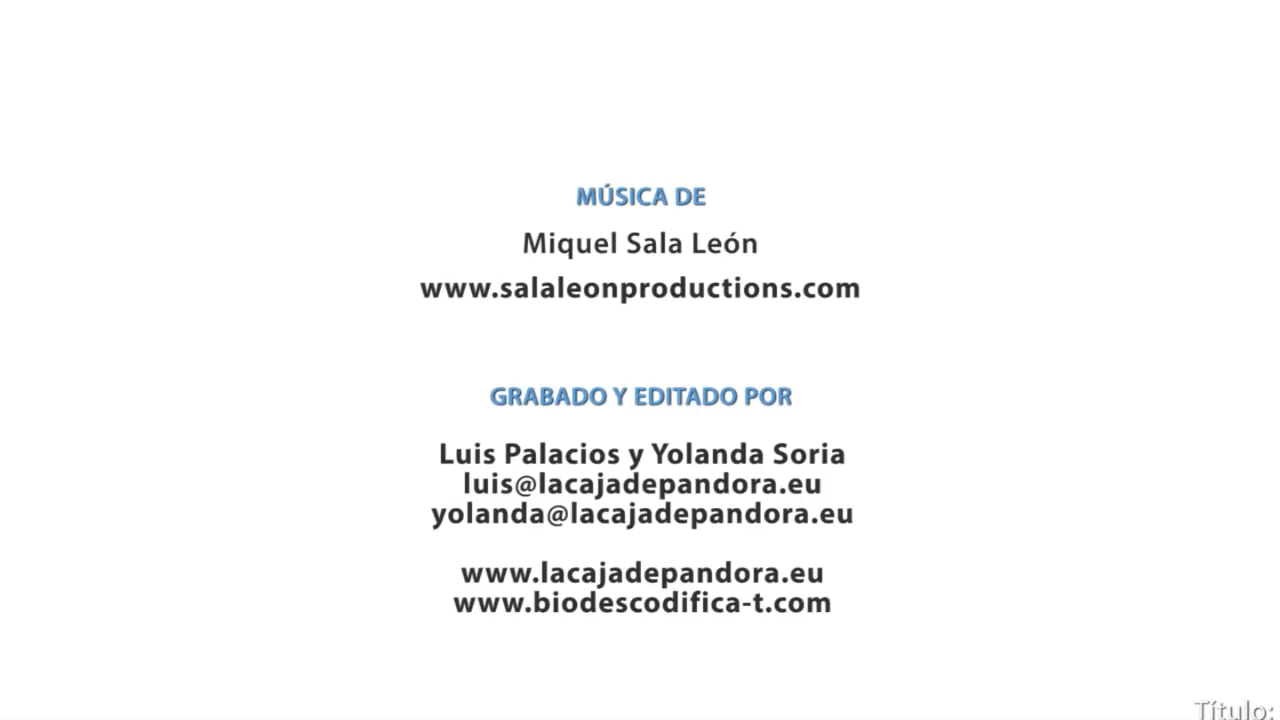 MÚSICA DE
Miquel Sala León
www.salaleonproductions.com
GRABADO Y EDITADO POR
Luis Palacios y Yolanda Soria
luis@lacajadepandora.eu
yolanda@lacajadepandora.eu
www.lacajadepandora.eu
www.biodescodifica-t.com
Título: